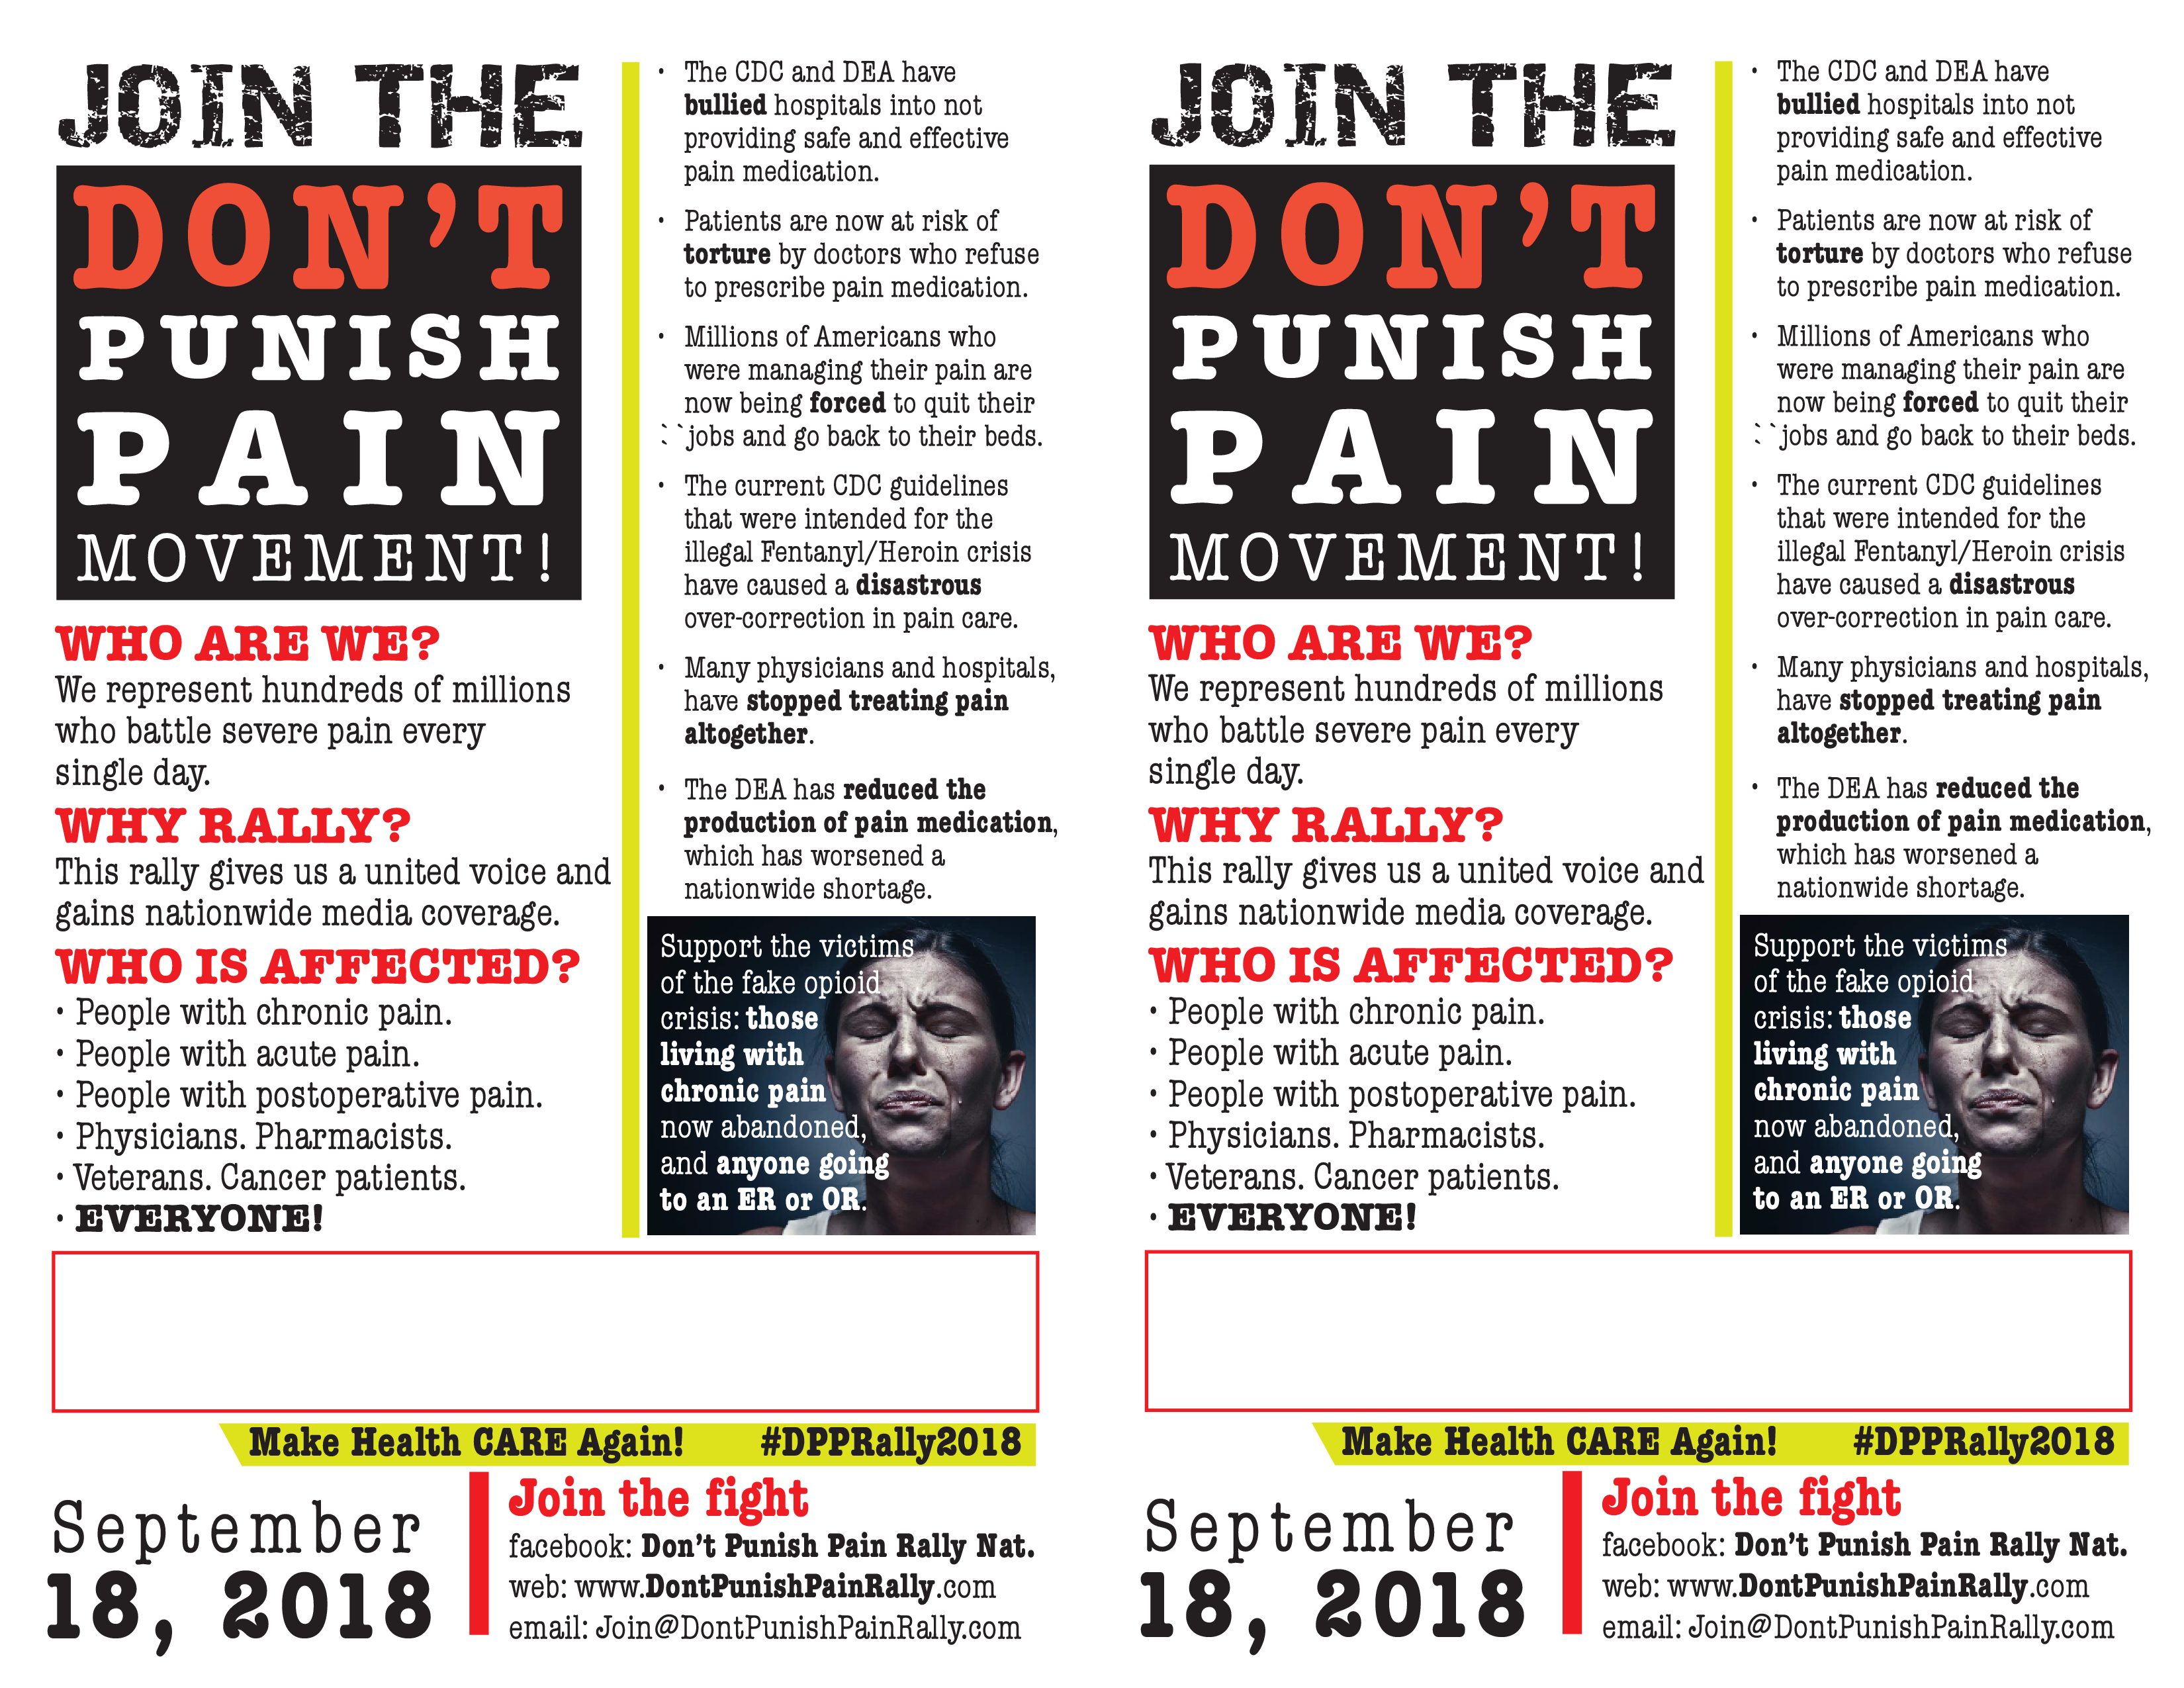 JOIN THE
DON'T
PUNISH
PAIN
MOVEMENT!
WHO ARE WE?
We represent hundreds of millions
who battle severe pain every
single day.
WHY RALLY?
This rally gives us a united voice and
gains nationwide media coverage.
WHO IS AFFECTED?
• People with chronic pain.
• People with acute pain.
• People with postoperative pain.
• Physicians. Pharmacists.
• Veterans. Cancer patients.
• EVERYONE!
• The CDC and DEA have
bullied hospitals into not
providing safe and effective
pain medication.
• Patients are now at risk of
torture by doctors who refuse
to prescribe pain medication.
• Millions of Americans who
were managing their pain are
now being forced to quit their
``jobs and go back to their beds.
• The current CDC guidelines
that were intended for the
illegal Fentanyl/Heroin crisis
have caused a disastrous
over-correction in pain care.
• Many physicians and hospitals,
have stopped treating pain
altogether.
• The DEA has reduced the
production of pain medication,
which has worsened a
nationwide shortage.
Support the victims
of the fake opioid
crisis: those
living with
chronic pain
now abandoned,
and anyone going
to an ER or OR.
Make Health CARE Again! #DPPRally2018
September
18, 2018
Join the fight
facebook: Don't Punish Pain Rally Nat.
web: www.DontPunishPainRally.com
email: Join@DontPunishPainRally.com
JOIN THE
DON'T
PUNISH
PAIN
MOVEMENT!
WHO ARE WE?
We represent hundreds of millions
who battle severe pain every
single day.
WHY RALLY?
This rally gives us a united voice and
gains nationwide media coverage.
WHO IS AFFECTED?
• People with chronic pain.
• People with acute pain.
• People with postoperative pain.
• Physicians. Pharmacists.
• Veterans. Cancer patients.
• EVERYONE!
• The CDC and DEA have
bullied hospitals into not
providing safe and effective
pain medication.
• Patients are now at risk of
torture by doctors who refuse
to prescribe pain medication.
• Millions of Americans who
were managing their pain are
now being forced to quit their
``jobs and go back to their beds.
• The current CDC guidelines
that were intended for the
illegal Fentanyl/Heroin crisis
have caused a disastrous
over-correction in pain care.
• Many physicians and hospitals,
have stopped treating pain
altogether.
• The DEA has reduced the
production of pain medication,
which has worsened a
nationwide shortage.
Support the victims
of the fake opioid
crisis: those
living with
chronic pain
now abandoned,
and anyone going
to an ER or OR.
Make Health CARE Again! #DPPRally2018
September
18, 2018
Join the fight
facebook: Don't Punish Pain Rally Nat.
web: www.DontPunishPainRally.com
email: Join@DontPunishPainRally.com